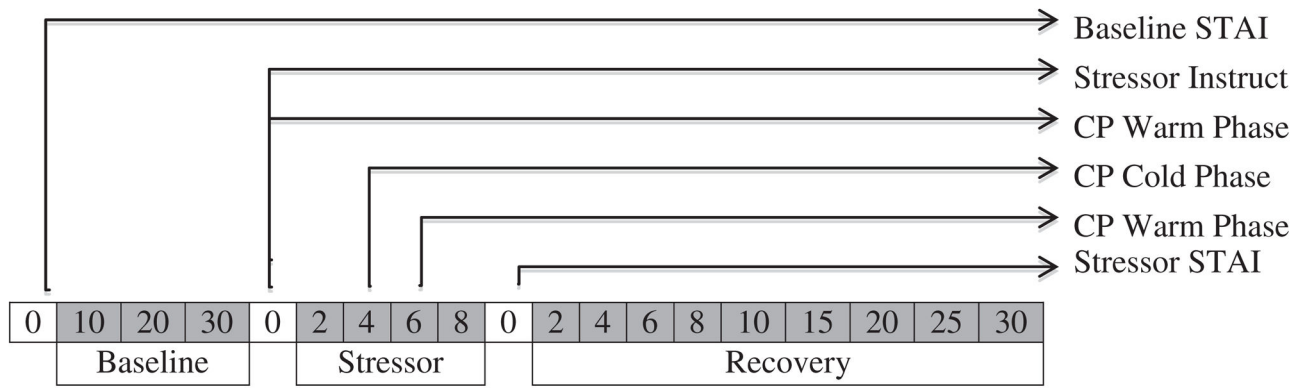 Baseline STAI
Stressor Instruct
CP Warm Phase
CP Cold Phase
CP Warm Phase
Stressor STAI
0 10 20 30 0 2 4 6 8 0 2 4 6 8 10 15 20 25 30
Baseline Stressor Recovery